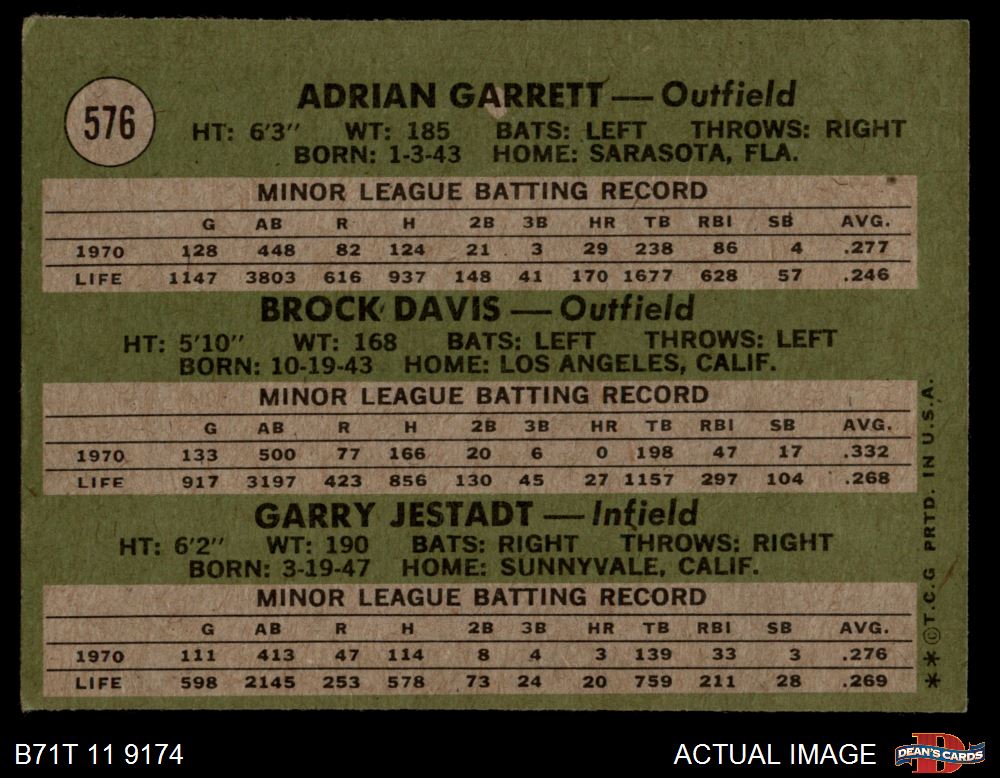 576
ADRIAN GARRETT — Outfield
HT: 6'3" WT: 185 BATS: LEFT THROWS: RIGHT
BORN: 1-3-43 HOME: SARASOTA, FLA.
MINOR LEAGUE BATTING RECORD
G AB R H 2B 3B HR TB RBI SB AVG.
1970 128 448 82 124 21 3 29 238 86 4 .277
LIFE 1147 3803 616 937 148 41 170 1677 628 57 .246
BROCK DAVIS — Outfield
HT: 5'10" WT: 168 BATS: LEFT THROWS: LEFT
BORN: 10-19-43 HOME: LOS ANGELES, CALIF.
MINOR LEAGUE BATTING RECORD
G AB R H 2B 3B HR TB RBI SB AVG.
1970 133 500 77 166 20 6 0 198 47 17 .332
LIFE 917 3197 423 856 130 45 27 1157 297 104 .268
GARRY JESTADT — Infield
HT: 6'2" WT: 190 BATS: RIGHT THROWS: RIGHT
BORN: 3-19-47 HOME: SUNNYVALE, CALIF.
MINOR LEAGUE BATTING RECORD
G AB R H 2B 3B HR TB RBI SB AVG.
1970 111 413 47 114 8 4 3 139 33 3 .276
LIFE 598 2145 253 578 73 24 20 759 211 28 .269
**©T.C.G PRTD. IN U.S.A.
B71T 11 9174
ACTUAL IMAGE
DEAN'S CARDS